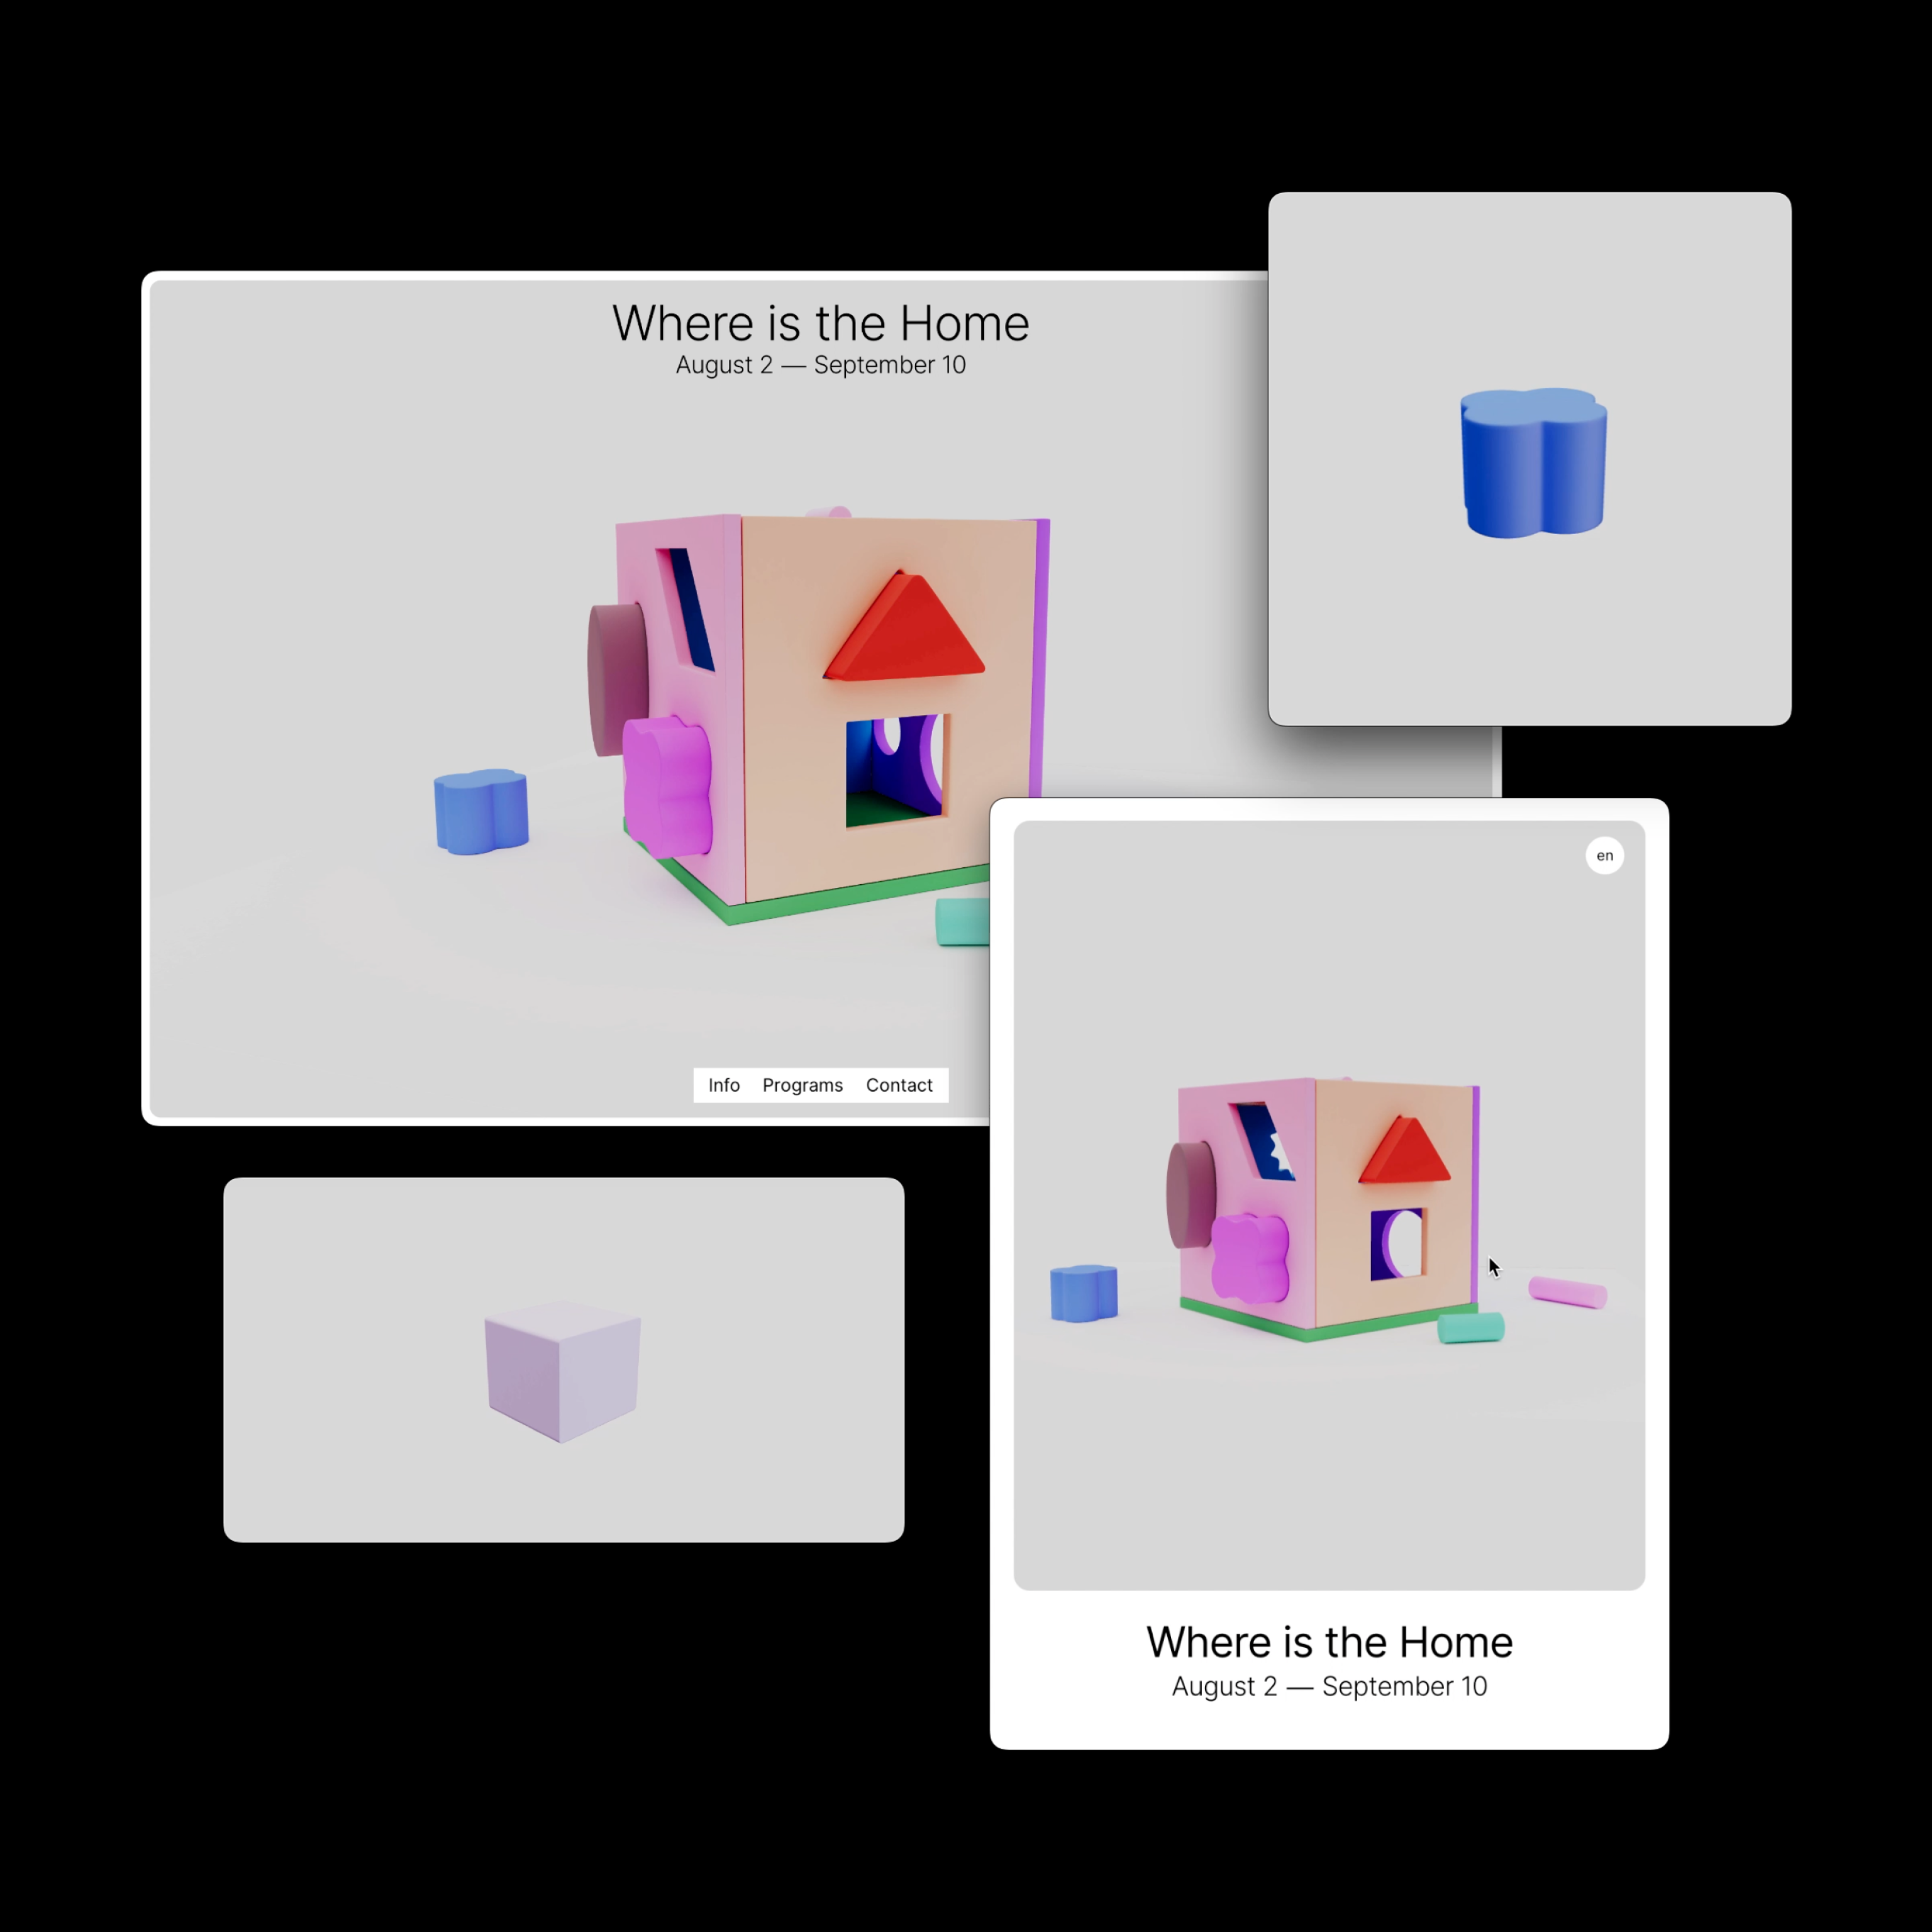 Where is the Home
August 2 — September 10
Info Programs Contact
en
Where is the Home
August 2 — September 10